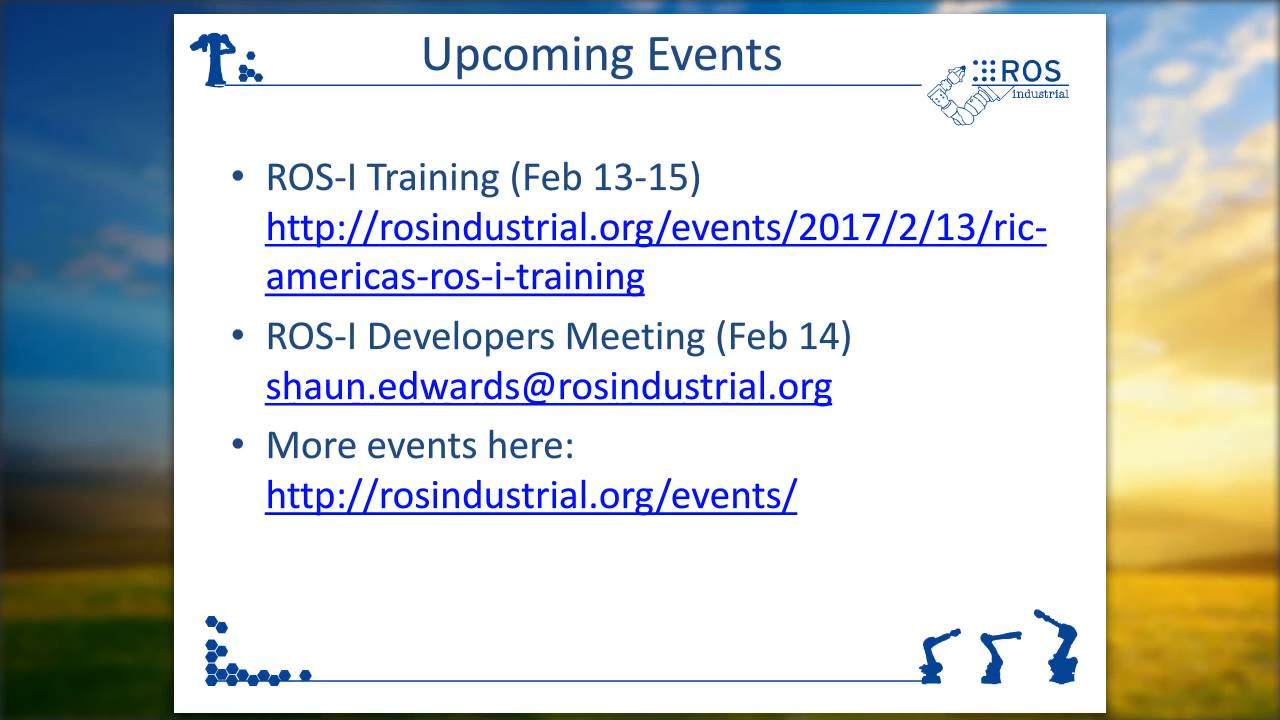 Upcoming Events
ROS
industrial
• ROS-I Training (Feb 13-15)
http://rosindustrial.org/events/2017/2/13/ric-
americas-ros-i-training
• ROS-I Developers Meeting (Feb 14)
shaun.edwards@rosindustrial.org
• More events here:
http://rosindustrial.org/events/